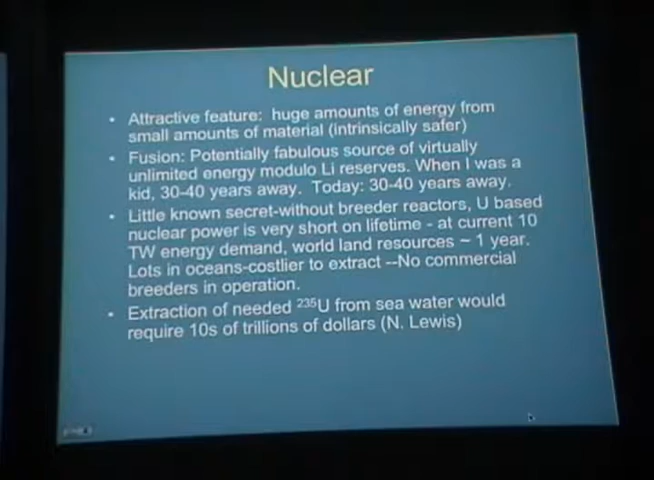 Nuclear
• Attractive feature: huge amounts of energy from
small amounts of material (intrinsically safer)
• Fusion: Potentially fabulous source of virtually
unlimited energy modulo Li reserves. When I was a
kid, 30-40 years away. Today: 30-40 years away.
• Little known secret-without breeder reactors, U based
nuclear power is very short on lifetime - at current 10
TW energy demand, world land resources ~ 1 year.
Lots in oceans-costlier to extract --No commercial
breeders in operation.
• Extraction of needed ²³⁵U from sea water would
require 10s of trillions of dollars (N. Lewis)